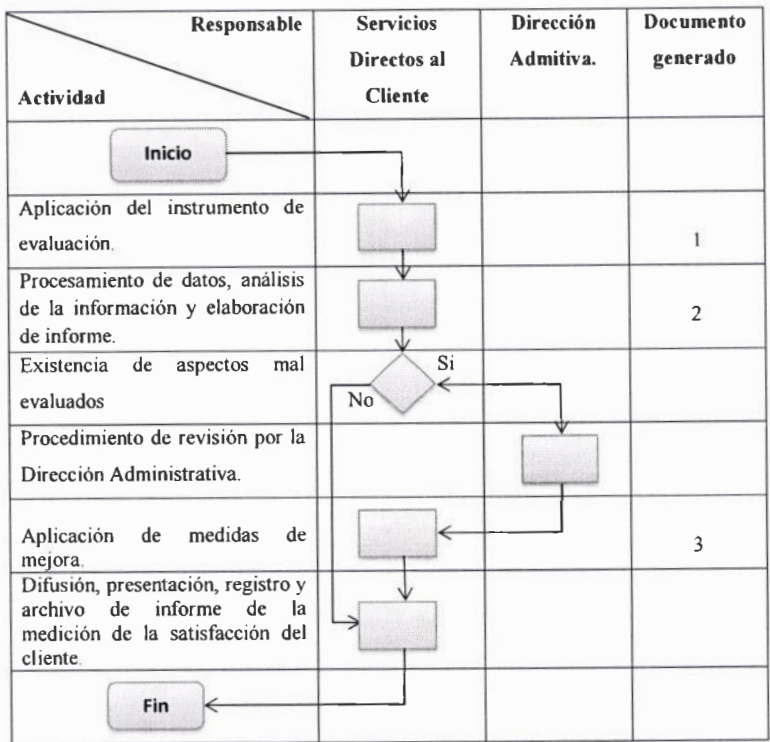 Responsable
Actividad
Servicios
Directos al
Cliente
Dirección
Admitiva.
Documento
generado
Inicio
Aplicación del instrumento de
evaluación.
1
Procesamiento de datos, análisis
de la información y elaboración
de informe.
2
Existencia de aspectos mal
evaluados
Si
No
Procedimiento de revisión por la
Dirección Administrativa.
Aplicación de medidas de
mejora.
3
Difusión, presentación, registro y
archivo de informe de la
medición de la satisfacción del
cliente.
Fin